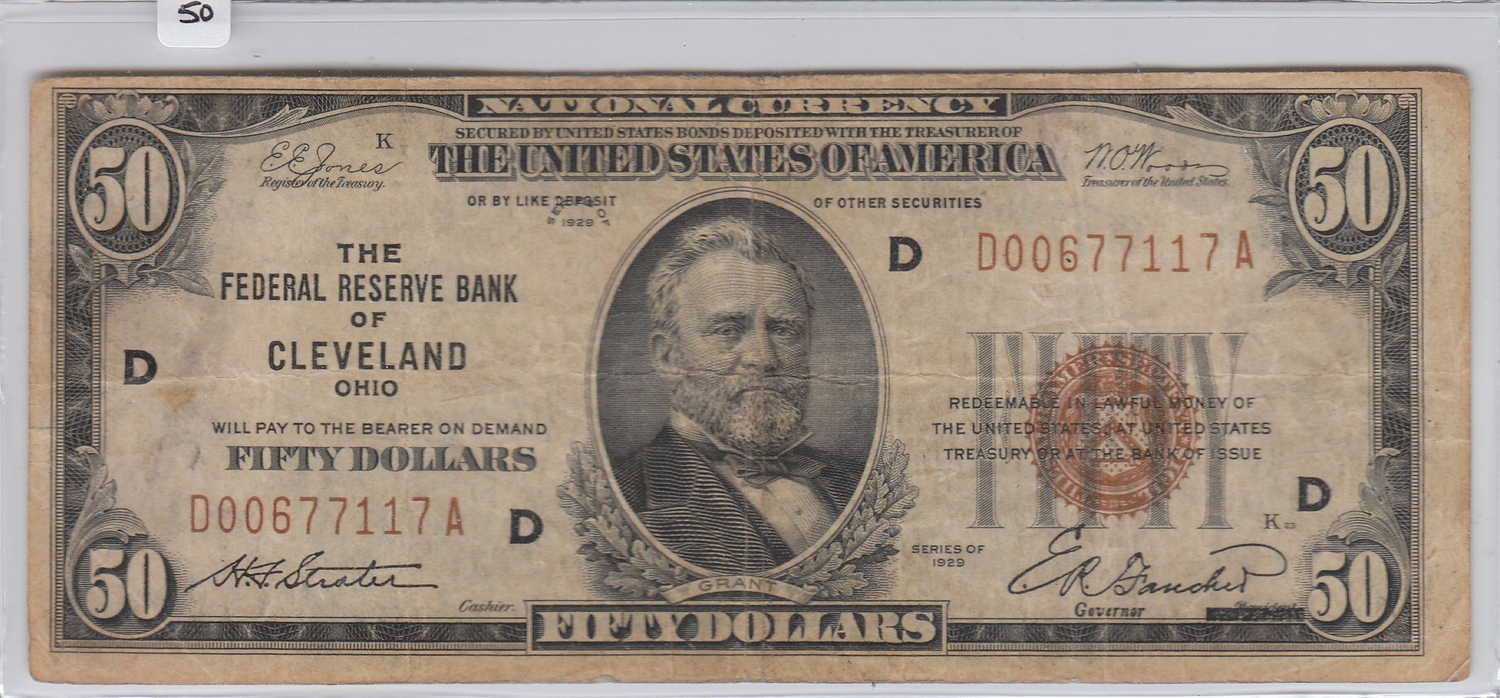 50
NATIONAL CURRENCY
SECURED BY UNITED STATES BONDS DEPOSITED WITH THE TREASURER OF
THE UNITED STATES OF AMERICA
OR BY LIKE DEPOSIT OF OTHER SECURITIES
50
50
K
E E Jones
Register of the Treasury.
W.O. Woods
Treasurer of the United States.
1929
THE
FEDERAL RESERVE BANK
OF
CLEVELAND
OHIO
D
WILL PAY TO THE BEARER ON DEMAND
FIFTY DOLLARS
D00677117A
D
H.F. Strater
Cashier.
50
GRANT
FIFTY DOLLARS
D
D00677117A
FIFTY
REDEEMABLE IN LAWFUL MONEY OF
THE UNITED STATES AT UNITED STATES
TREASURY OR AT THE BANK OF ISSUE
D
K 23
SERIES OF
1929
E R Fancher
Governor
50